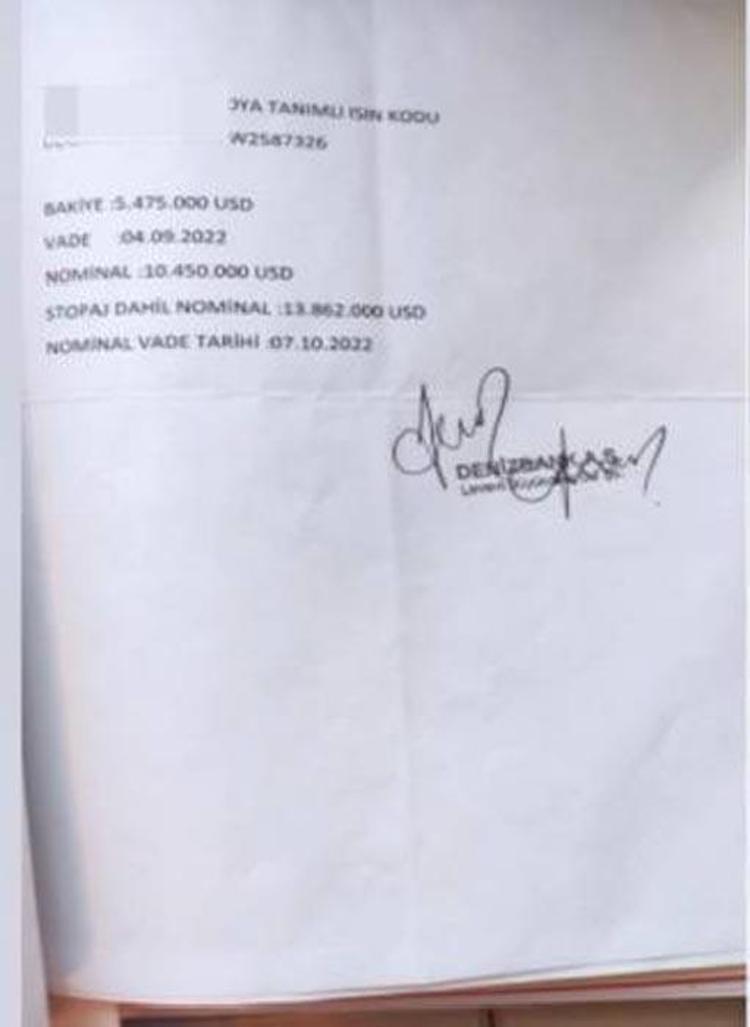 TANIMLI ISIN KODU
W2587326
BAKİYE :5.475.000 USD
VADE :04.09.2022
NOMİNAL :10.450.000 USD
STOPAJ DAHİL NOMİNAL :13.862.000 USD
NOMİNAL VADE TARİHİ :07.10.2022
DENİZBANK A.Ş.